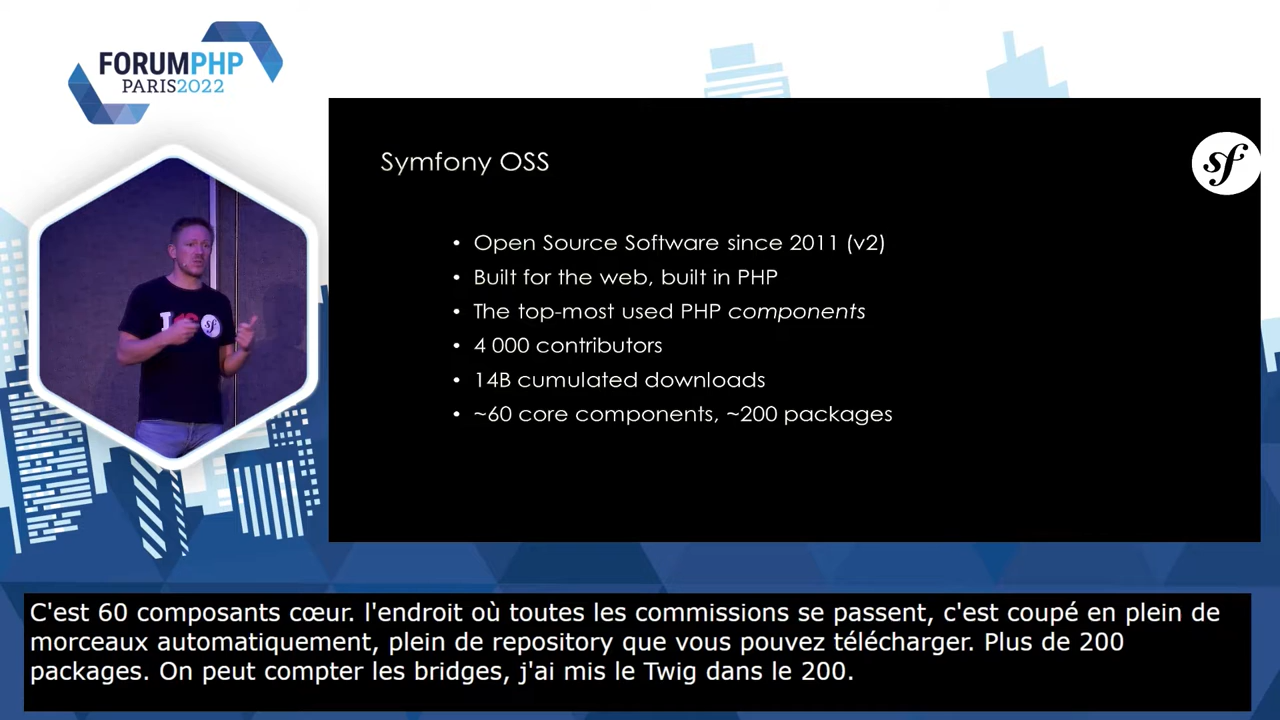 FORUMPHP
PARIS2022
Symfony OSS
sf
• Open Source Software since 2011 (v2)
• Built for the web, built in PHP
• The top-most used PHP components
• 4 000 contributors
• 14B cumulated downloads
• ~60 core components, ~200 packages
I
sf
C'est 60 composants cœur. l'endroit où toutes les commissions se passent, c'est coupé en plein de
morceaux automatiquement, plein de repository que vous pouvez télécharger. Plus de 200
packages. On peut compter les bridges, j'ai mis le Twig dans le 200.